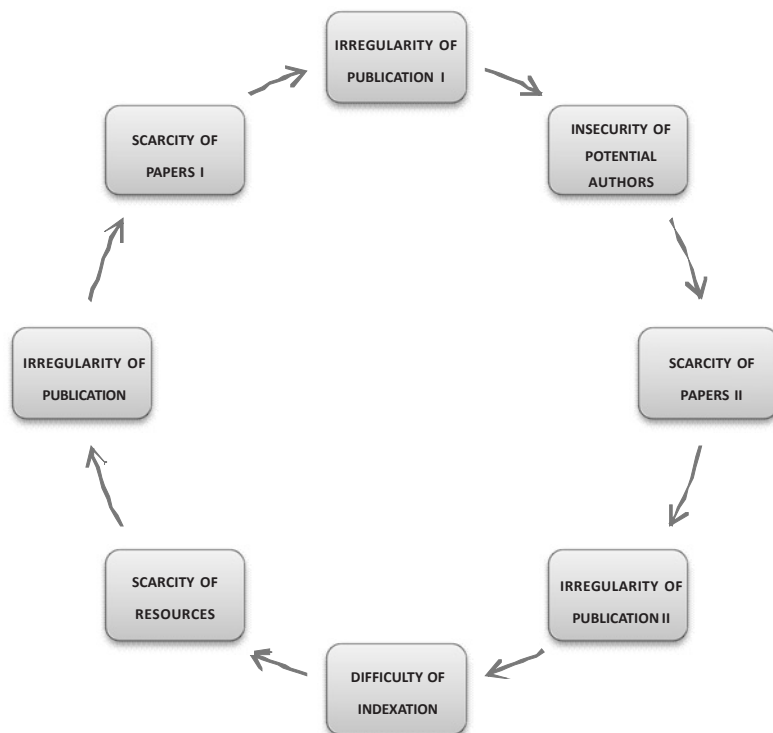 IRREGULARITY OF
PUBLICATION I
INSECURITY OF
POTENTIAL
AUTHORS
SCARCITY OF
PAPERS II
IRREGULARITY OF
PUBLICATION II
DIFFICULTY OF
INDEXATION
SCARCITY OF
RESOURCES
IRREGULARITY OF
PUBLICATION
SCARCITY OF
PAPERS I